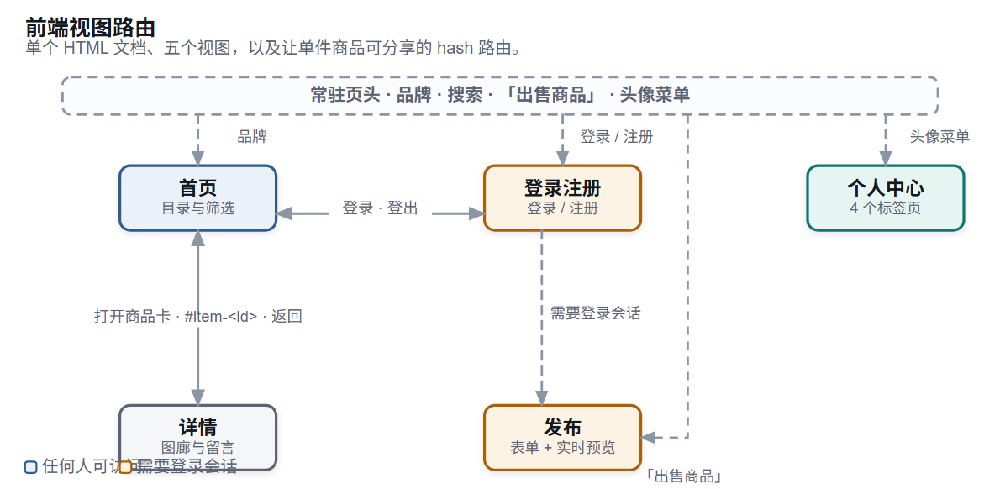 前端视图路由
单个 HTML 文档、五个视图，以及让单件商品可分享的 hash 路由。
常驻页头 · 品牌 · 搜索 · 「出售商品」 · 头像菜单
品牌
登录 / 注册
头像菜单
首页
目录与筛选
登录 · 登出
登录注册
登录 / 注册
个人中心
4 个标签页
打开商品卡 · #item-<id> · 返回
需要登录会话
详情
图廊与留言
发布
表单 + 实时预览
任何人可访问
需要登录会话
「出售商品」